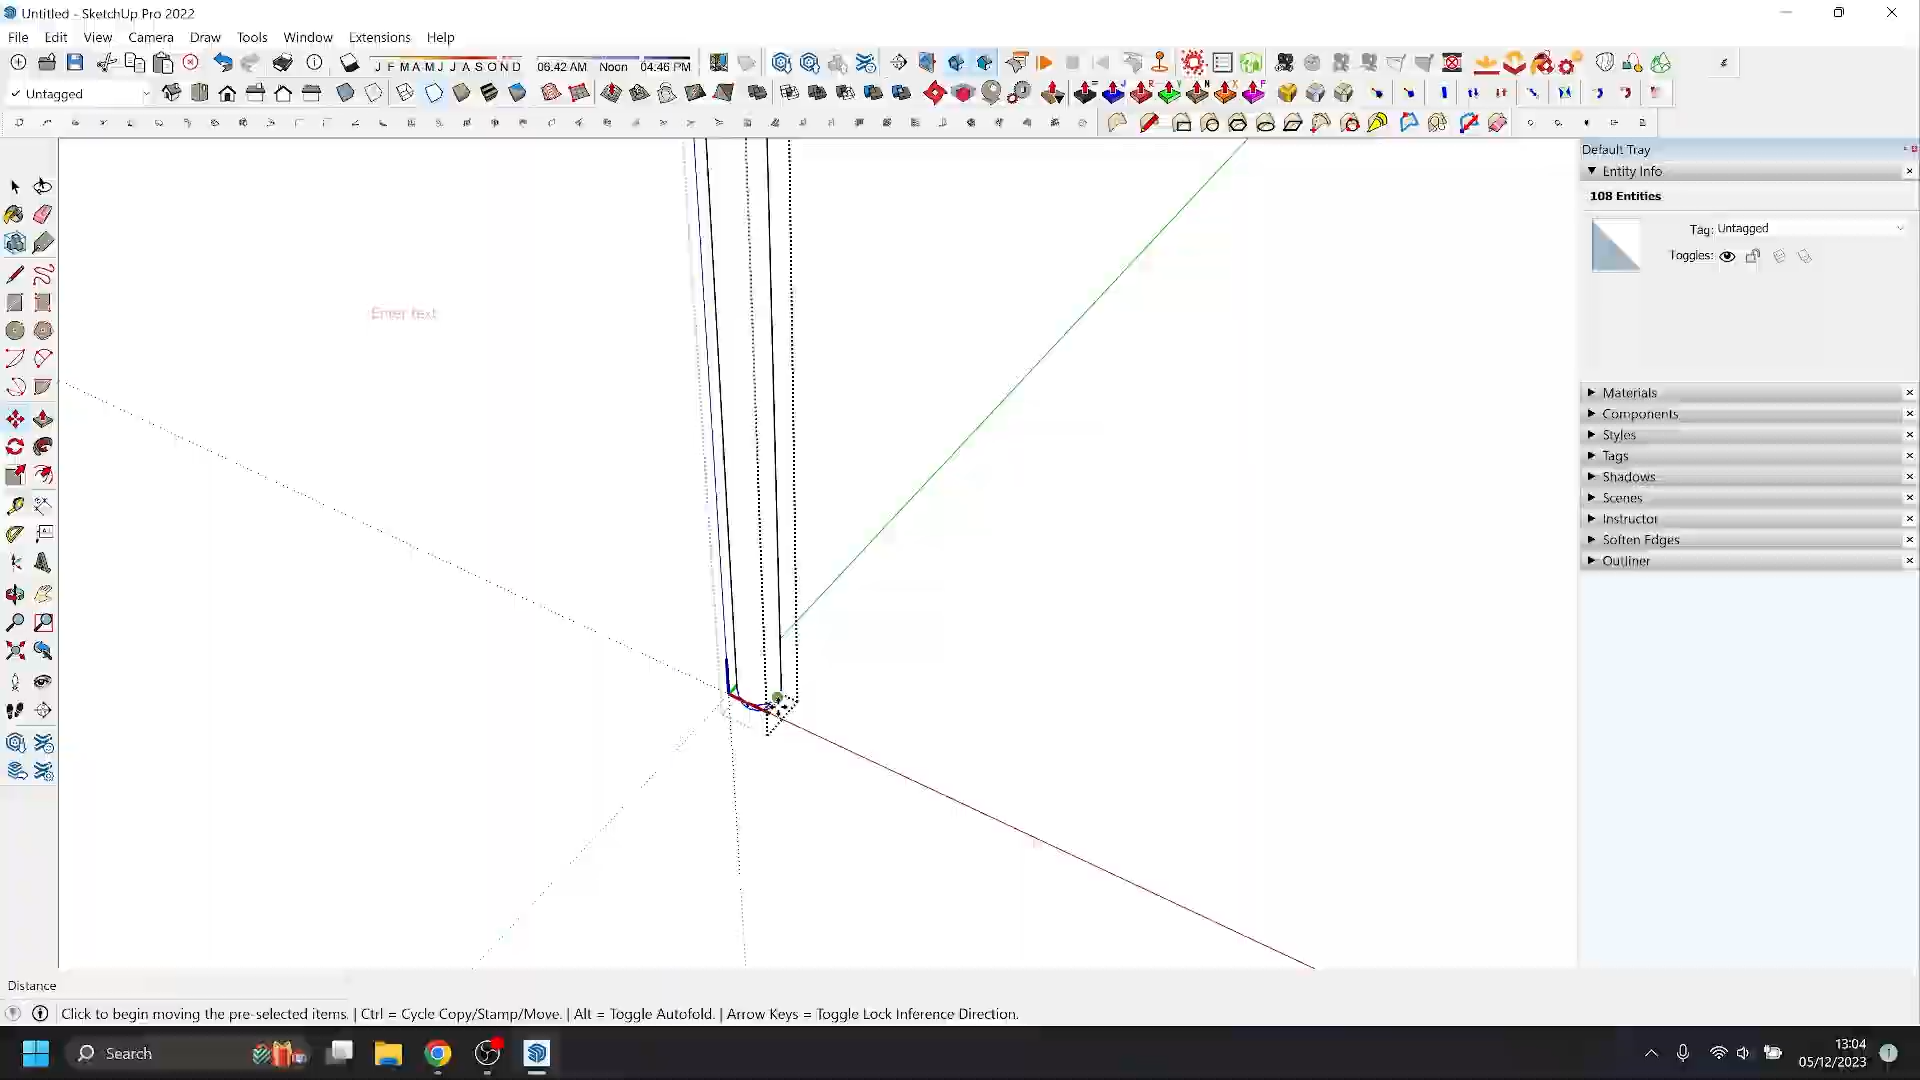 Untitled - SketchUp Pro 2022
File Edit View Camera Draw Tools Window Extensions Help
J F M A M J J A S O N D 06.42 AM Noon 04.46 PM
✓ Untagged
Default Tray
Entity Info
108 Entities
Tag: Untagged
Toggles:
Enter text
Materials
Components
Styles
Tags
Shadows
Scenes
Instructor
Soften Edges
Outliner
Distance
Click to begin moving the pre-selected items. | Ctrl = Cycle Copy/Stamp/Move. | Alt = Toggle Autofold. | Arrow Keys = Toggle Lock Inference Direction.
Search
13:04
05/12/2023